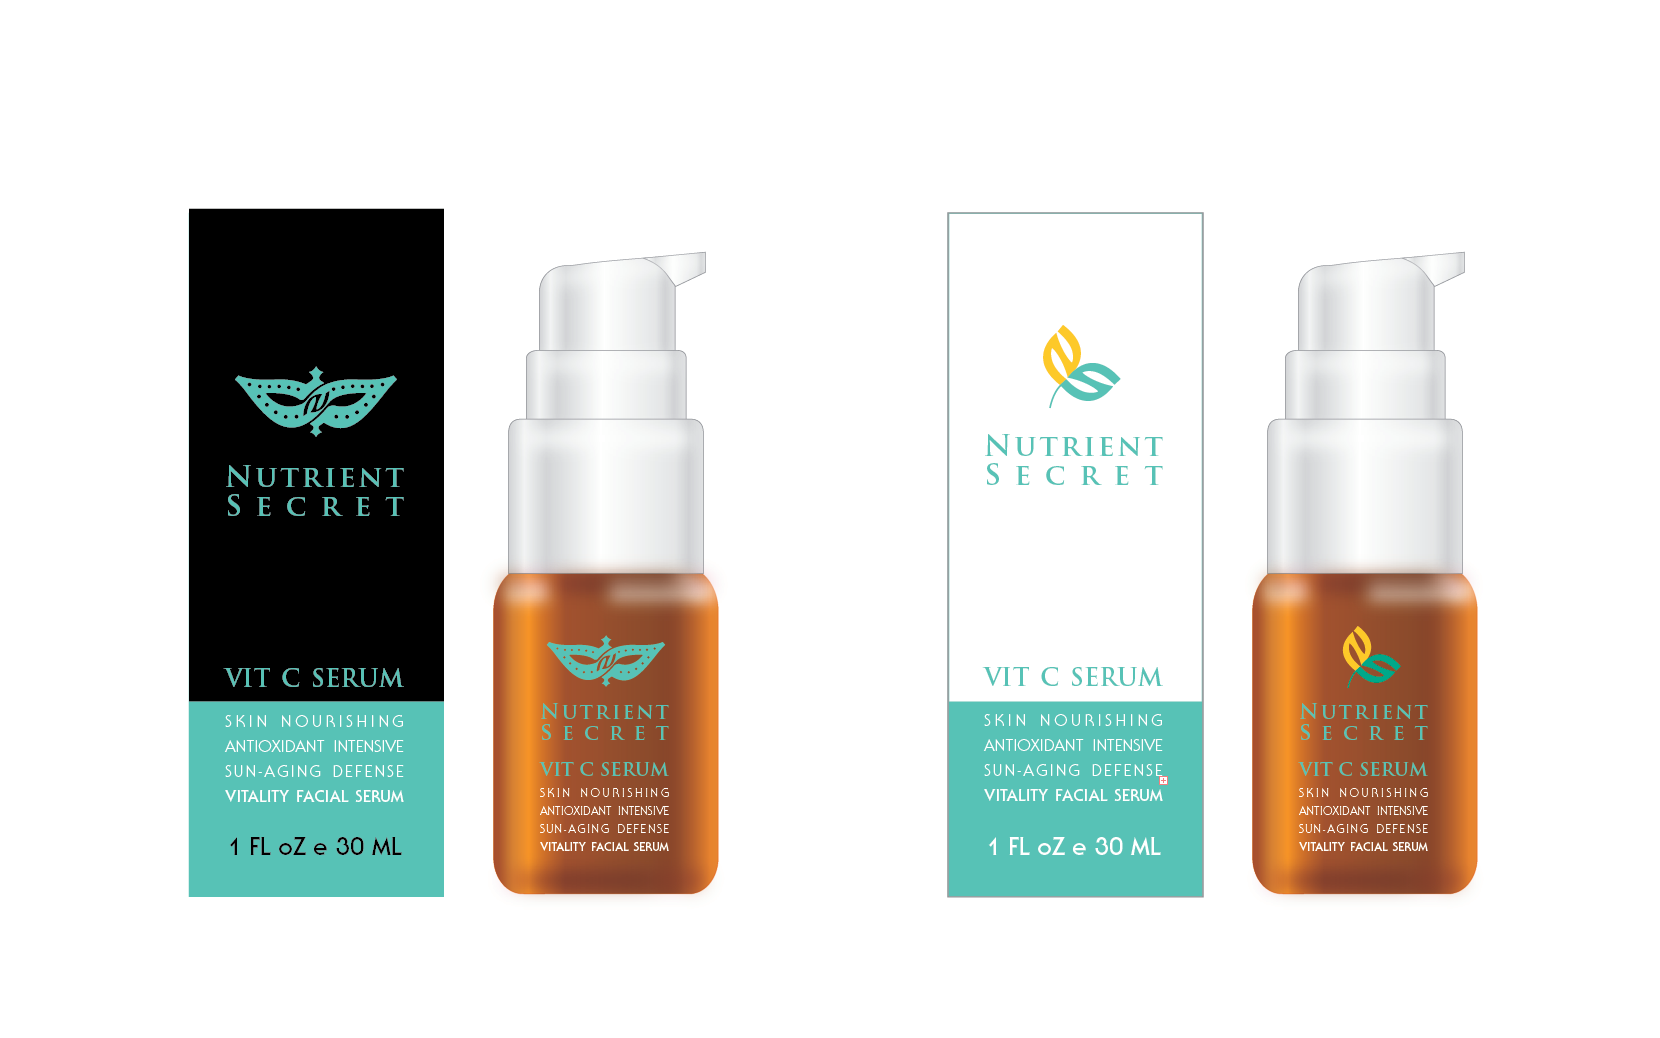 NUTRIENT
SECRET
VIT C SERUM
SKIN NOURISHING
ANTIOXIDANT INTENSIVE
SUN-AGING DEFENSE
VITALITY FACIAL SERUM
1 FL oZ e 30 ML
NUTRIENT
SECRET
VIT C SERUM
SKIN NOURISHING
ANTIOXIDANT INTENSIVE
SUN-AGING DEFENSE
VITALITY FACIAL SERUM
NUTRIENT
SECRET
VIT C SERUM
SKIN NOURISHING
ANTIOXIDANT INTENSIVE
SUN-AGING DEFENSE
VITALITY FACIAL SERUM
1 FL oZ e 30 ML
NUTRIENT
SECRET
VIT C SERUM
SKIN NOURISHING
ANTIOXIDANT INTENSIVE
SUN-AGING DEFENSE
VITALITY FACIAL SERUM